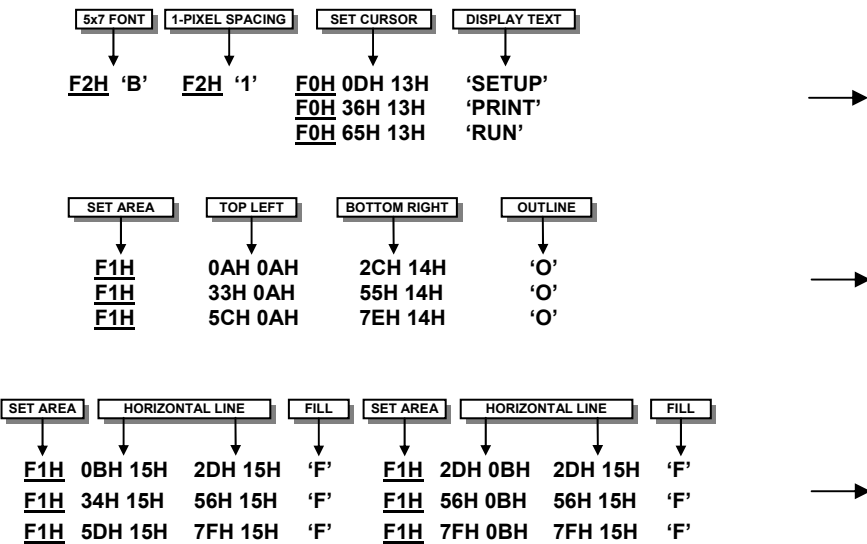 5x7 FONT 1-PIXEL SPACING SET CURSOR DISPLAY TEXT
F2H ‘B’ F2H ‘1’ F0H 0DH 13H ‘SETUP’
F0H 36H 13H ‘PRINT’
F0H 65H 13H ‘RUN’
SET AREA TOP LEFT BOTTOM RIGHT OUTLINE
F1H 0AH 0AH 2CH 14H ‘O’
F1H 33H 0AH 55H 14H ‘O’
F1H 5CH 0AH 7EH 14H ‘O’
SET AREA HORIZONTAL LINE FILL SET AREA HORIZONTAL LINE FILL
F1H 0BH 15H 2DH 15H ‘F’ F1H 2DH 0BH 2DH 15H ‘F’
F1H 34H 15H 56H 15H ‘F’ F1H 56H 0BH 56H 15H ‘F’
F1H 5DH 15H 7FH 15H ‘F’ F1H 7FH 0BH 7FH 15H ‘F’